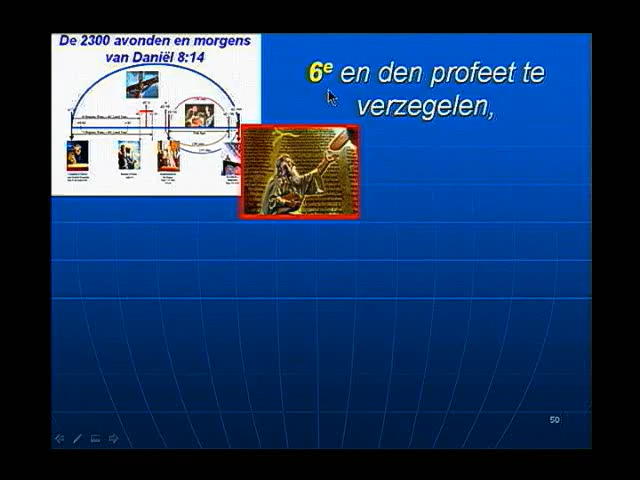 De 2300 avonden en morgens
van Daniël 8:14
6e en den profeet te
verzegelen,
50